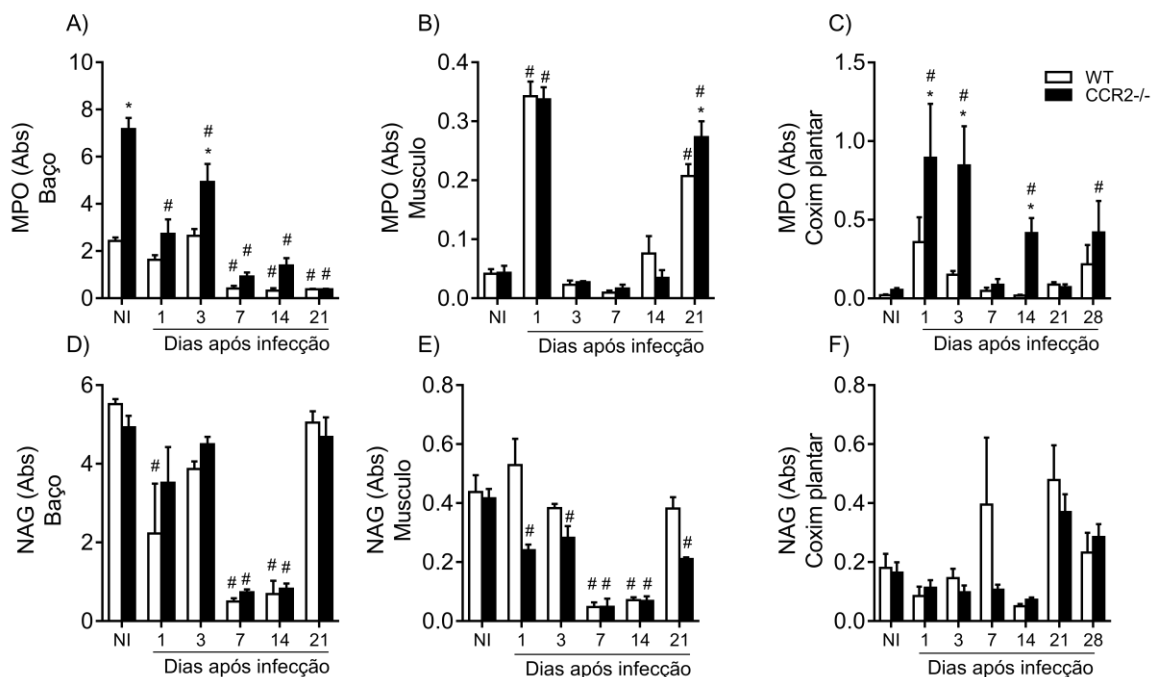 A)
MPO (Abs)
Baço
10
8
6
4
2
0
*
#
#
*
#
#
#
#
# #
NI 1 3 7 14 21
Dias após infecção
B)
MPO (Abs)
Musculo
0.4
0.3
0.2
0.1
0.0
# #
#
#
*
NI 1 3 7 14 21
Dias após infecção
C)
MPO (Abs)
Coxim plantar
1.5
1.0
0.5
0.0
#
*
#
*
#
*
#
WT
CCR2-/-
NI 1 3 7 14 21 28
Dias após infecção
D)
NAG (Abs)
Baço
6
4
2
0
#
# #
# #
NI 1 3 7 14 21
Dias após infecção
E)
NAG (Abs)
Musculo
0.8
0.6
0.4
0.2
0.0
#
#
# #
# #
#
NI 1 3 7 14 21
Dias após infecção
F)
NAG (Abs)
Coxim plantar
0.8
0.6
0.4
0.2
0.0
NI 1 3 7 14 21 28
Dias após infecção